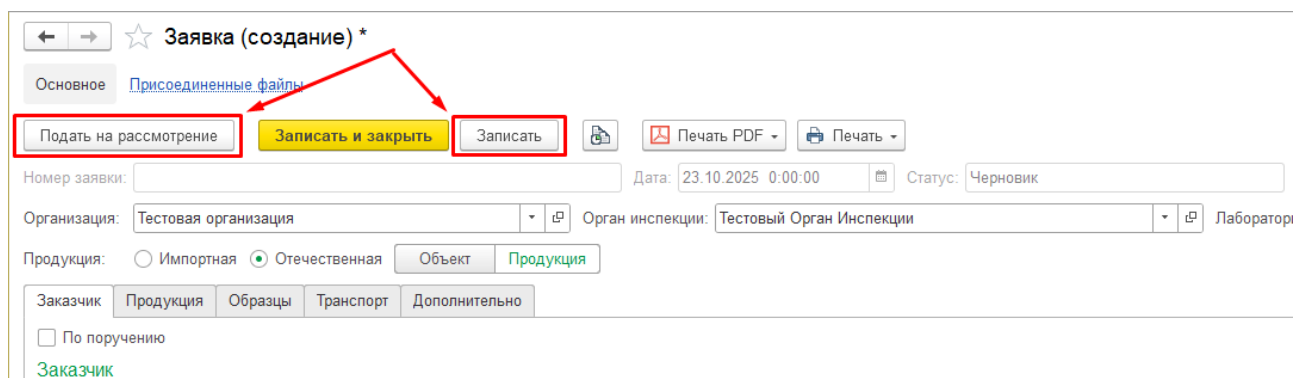 Заявка (создание) *
Основное Присоединенные файлы
Подать на рассмотрение Записать и закрыть Записать Печать PDF Печать
Номер заявки: Дата: 23.10.2025 0:00:00 Статус: Черновик
Организация: Тестовая организация Орган инспекции: Тестовый Орган Инспекции Лаборатори
Продукция: Импортная Отечественная Объект Продукция
Заказчик Продукция Образцы Транспорт Дополнительно
По поручению
Заказчик